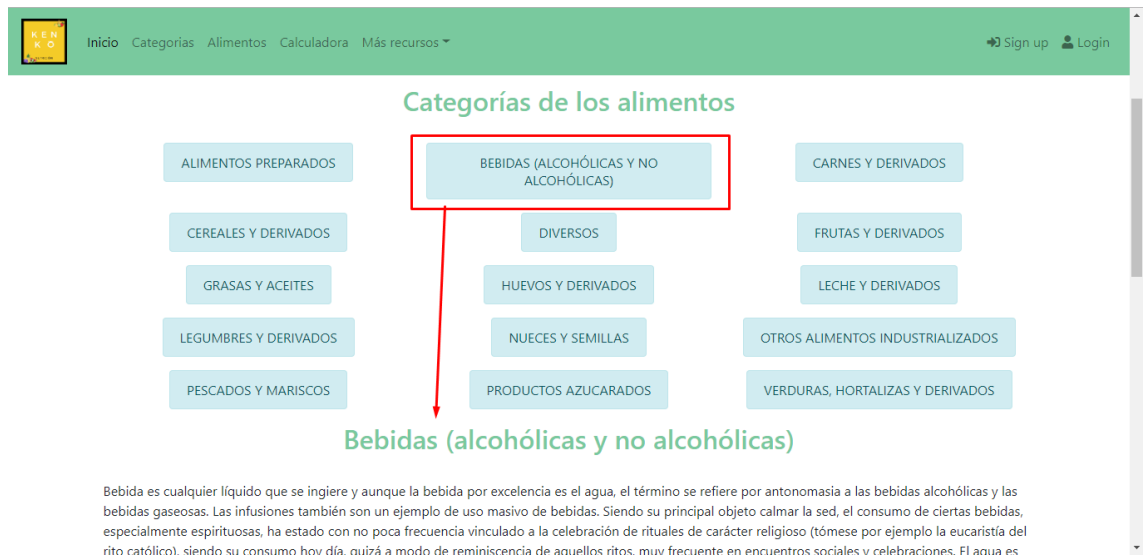 KEN
KO
Inicio Categorias Alimentos Calculadora Más recursos
Sign up Login
Categorías de los alimentos
ALIMENTOS PREPARADOS
BEBIDAS (ALCOHÓLICAS Y NO
ALCOHÓLICAS)
CARNES Y DERIVADOS
CEREALES Y DERIVADOS
DIVERSOS
FRUTAS Y DERIVADOS
GRASAS Y ACEITES
HUEVOS Y DERIVADOS
LECHE Y DERIVADOS
LEGUMBRES Y DERIVADOS
NUECES Y SEMILLAS
OTROS ALIMENTOS INDUSTRIALIZADOS
PESCADOS Y MARISCOS
PRODUCTOS AZUCARADOS
VERDURAS, HORTALIZAS Y DERIVADOS
Bebidas (alcohólicas y no alcohólicas)
Bebida es cualquier líquido que se ingiere y aunque la bebida por excelencia es el agua, el término se refiere por antonomasia a las bebidas alcohólicas y las
bebidas gaseosas. Las infusiones también son un ejemplo de uso masivo de bebidas. Siendo su principal objeto calmar la sed, el consumo de ciertas bebidas,
especialmente espirituosas, ha estado con no poca frecuencia vinculado a la celebración de rituales de carácter religioso (tómese por ejemplo la eucaristía del
rito católico), siendo su consumo hoy día, quizá a modo de reminiscencia de aquellos ritos, muy frecuente en encuentros sociales y celebraciones. El agua es